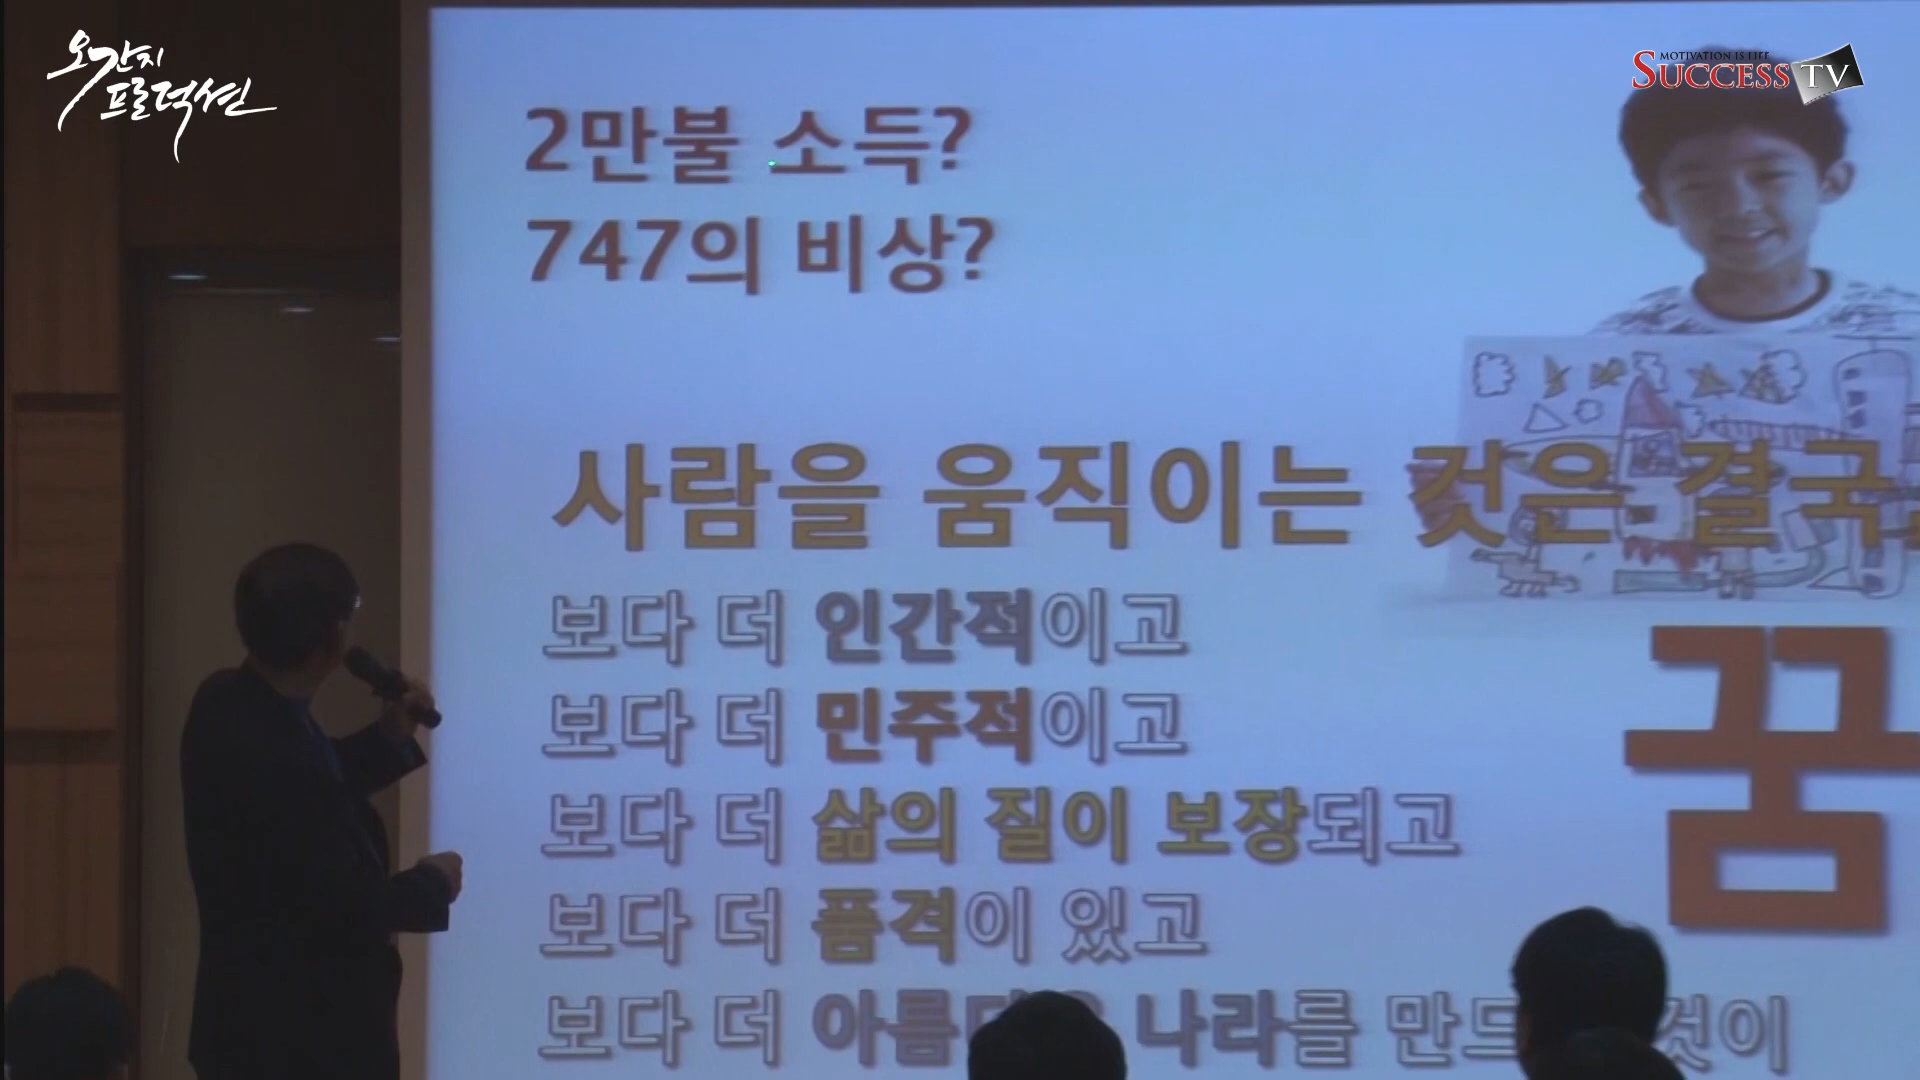 오간지
프로덕션
MOTIVATION IS LIFE
SUCCESS TV
2만불 소득?
747의 비상?
사람을 움직이는 것은 결국,
보다 더 인간적이고
보다 더 민주적이고
꿈
보다 더 삶의 질이 보장되고
보다 더 품격이 있고
보다 더 나라를 것이